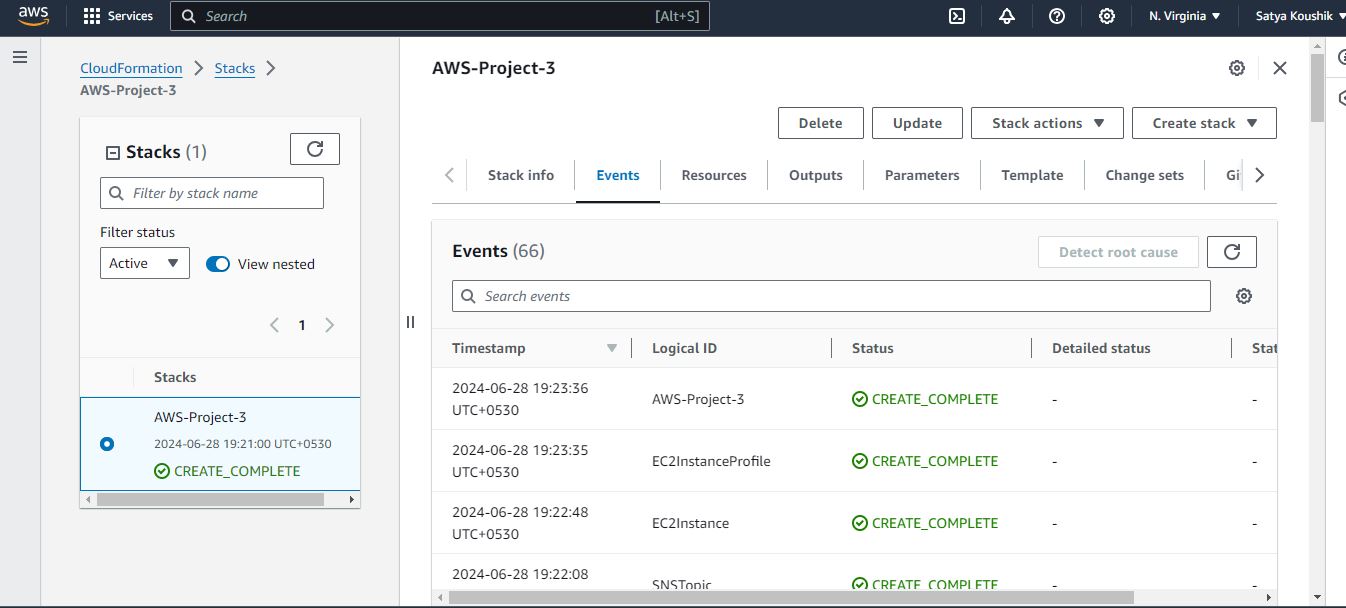 aws
Services
Search
[Alt+S]
N. Virginia
Satya Koushik
CloudFormation
Stacks
AWS-Project-3
Stacks (1)
Filter by stack name
Filter status
Active
View nested
1
Stacks
AWS-Project-3
2024-06-28 19:21:00 UTC+0530
CREATE_COMPLETE
AWS-Project-3
Delete
Update
Stack actions
Create stack
Stack info
Events
Resources
Outputs
Parameters
Template
Change sets
Gi
Events (66)
Detect root cause
Search events
Timestamp
Logical ID
Status
Detailed status
Stat
2024-06-28 19:23:36
UTC+0530
AWS-Project-3
CREATE_COMPLETE
-
-
2024-06-28 19:23:35
UTC+0530
EC2InstanceProfile
CREATE_COMPLETE
-
-
2024-06-28 19:22:48
UTC+0530
EC2Instance
CREATE_COMPLETE
-
-
2024-06-28 19:22:08
SNSTopic
CREATE_COMPLETE
-
-